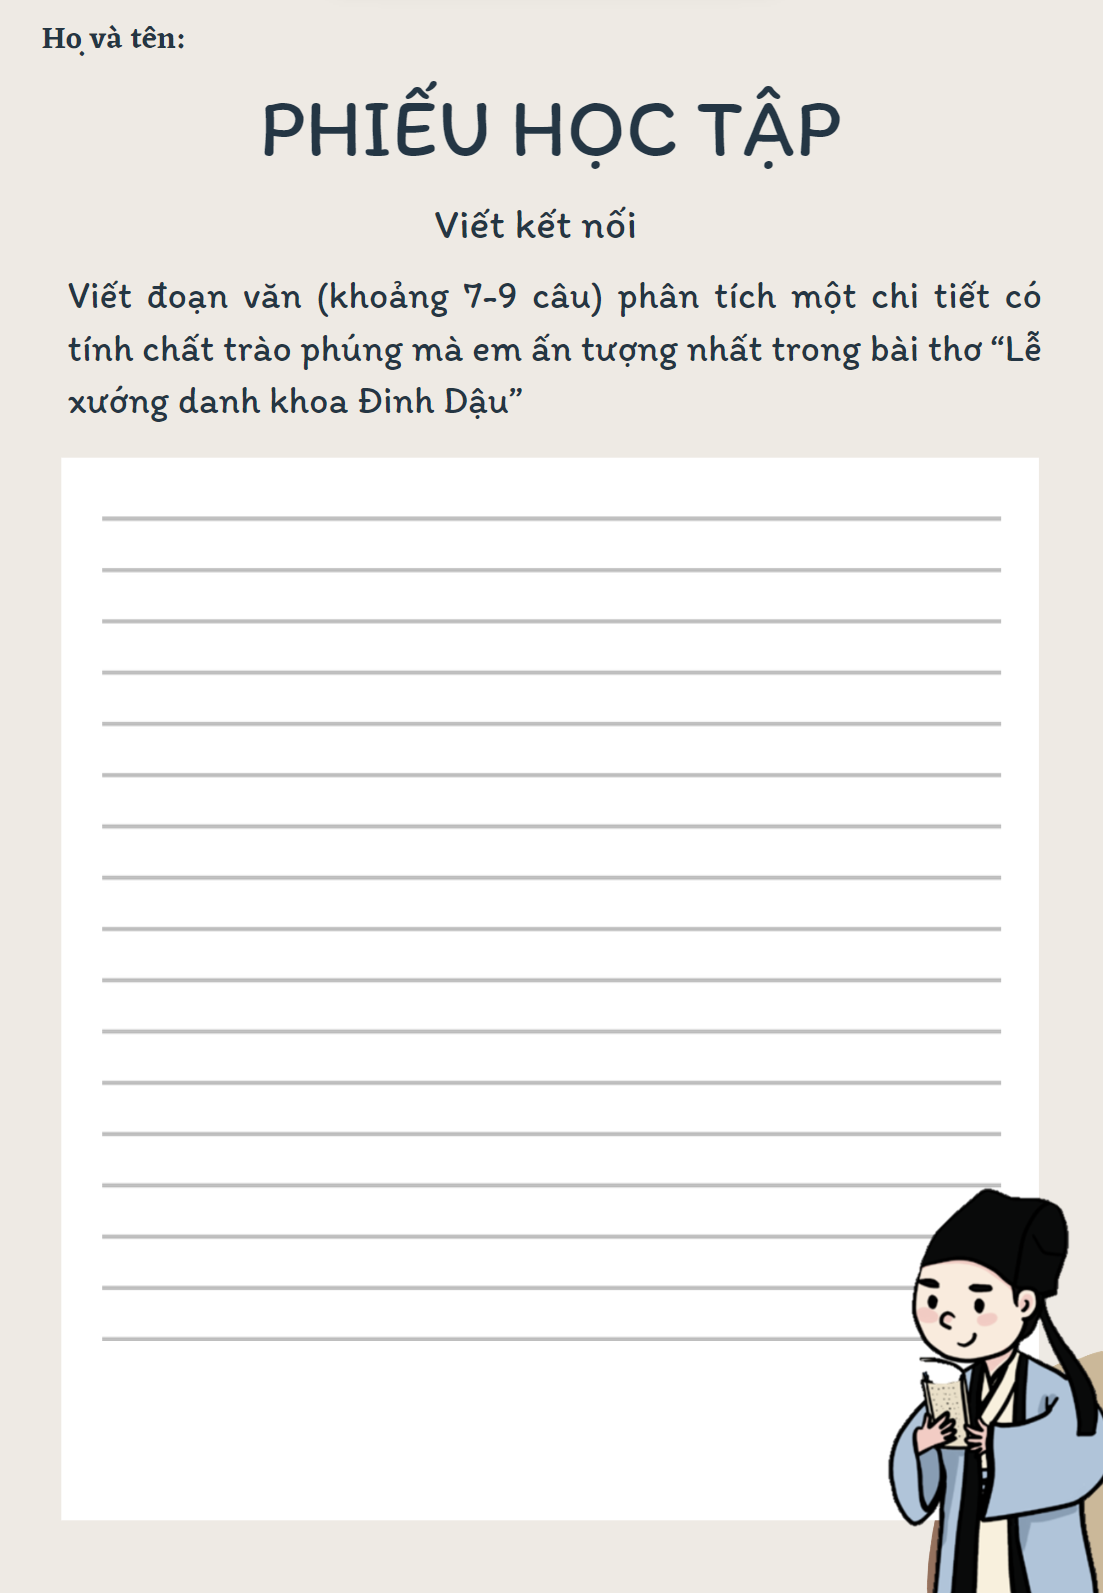 Họ và tên:
PHIẾU HỌC TẬP
Viết kết nối
Viết đoạn văn (khoảng 7-9 câu) phân tích một chi tiết có
tính chất trào phúng mà em ấn tượng nhất trong bài thơ “Lễ
xướng danh khoa Đinh Dậu”